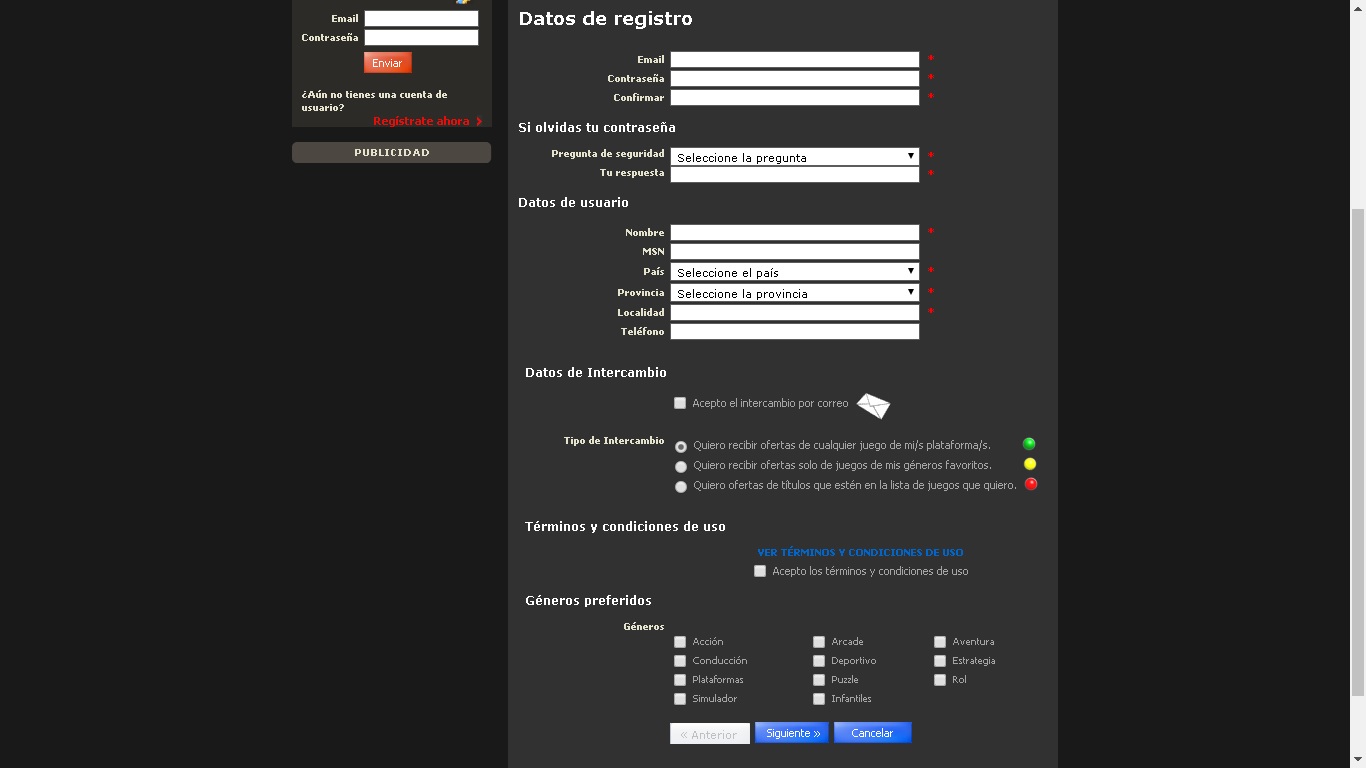 Email
Contraseña
Enviar
¿Aún no tienes una cuenta de
usuario?
Registrate ahora
PUBLICIDAD
Datos de registro
Email *
Contraseña *
Confirmar *
Si olvidas tu contraseña
Pregunta de seguridad Seleccione la pregunta *
Tu respuesta *
Datos de usuario
Nombre *
MSN
País Seleccione el país *
Provincia Seleccione la provincia *
Localidad *
Teléfono
Datos de Intercambio
Acepto el intercambio por correo
Tipo de Intercambio Quiero recibir ofertas de cualquier juego de mi/s plataforma/s.
Quiero recibir ofertas solo de juegos de mis géneros favoritos.
Quiero ofertas de títulos que estén en la lista de juegos que quiero.
Términos y condiciones de uso
VER TÉRMINOS Y CONDICIONES DE USO
Acepto los términos y condiciones de uso
Géneros preferidos
Géneros
Acción Arcade Aventura
Conducción Deportivo Estrategia
Plataformas Puzzle Rol
Simulador Infantiles
« Anterior Siguiente » Cancelar